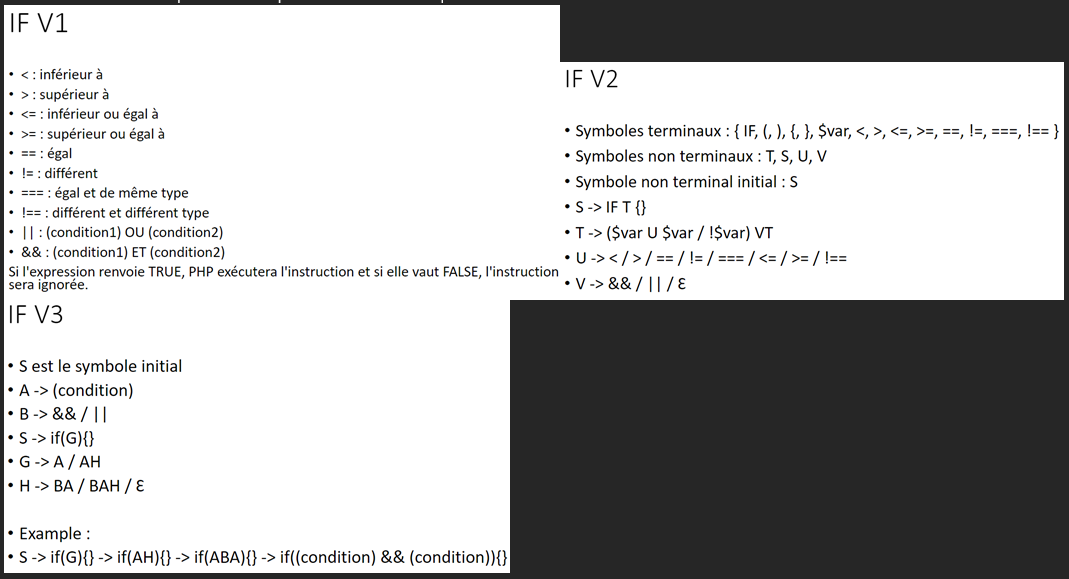 IF V1
• < : inférieur à
• > : supérieur à
• <= : inférieur ou égal à
• >= : supérieur ou égal à
• == : égal
• != : différent
• === : égal et de même type
• !== : différent et différent type
• || : (condition1) OU (condition2)
• && : (condition1) ET (condition2)
Si l'expression renvoie TRUE, PHP exécutera l'instruction et si elle vaut FALSE, l'instruction
sera ignorée.
IF V2
• Symboles terminaux : { IF, (, ), {, }, $var, <, >, <=, >=, ==, !=, ===, !== }
• Symboles non terminaux : T, S, U, V
• Symbole non terminal initial : S
• S -> IF T {}
• T -> ($var U $var / !$var) VT
• U -> < / > / == / != / === / <= / >= / !==
• V -> && / || / Ɛ
IF V3
• S est le symbole initial
• A -> (condition)
• B -> && / ||
• S -> if(G){}
• G -> A / AH
• H -> BA / BAH / Ɛ
• Example :
• S -> if(G){} -> if(AH){} -> if(ABA){} -> if((condition) && (condition)){}